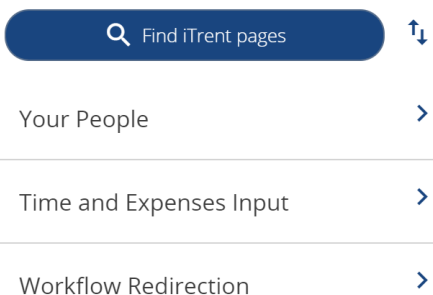 Find iTrent pages
Your People
Time and Expenses Input
Workflow Redirection